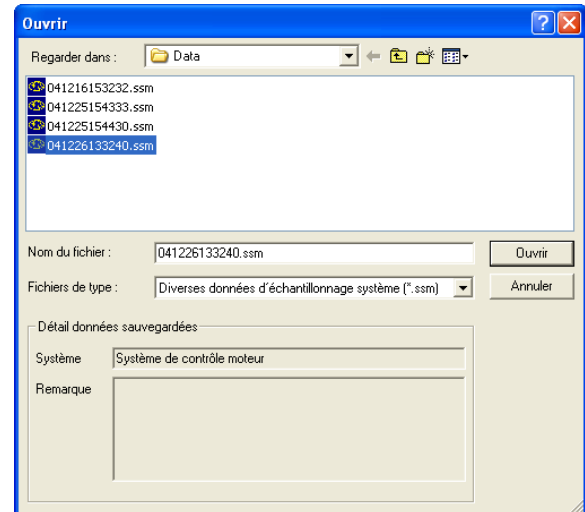 Ouvrir
Regarder dans :
Data
041216153232.ssm
041225154333.ssm
041225154430.ssm
041226133240.ssm
Nom du fichier :
041226133240.ssm
Ouvrir
Fichiers de type :
Diverses données d'échantillonnage système (*.ssm)
Annuler
Détail données sauvegardées
Système
Système de contrôle moteur
Remarque